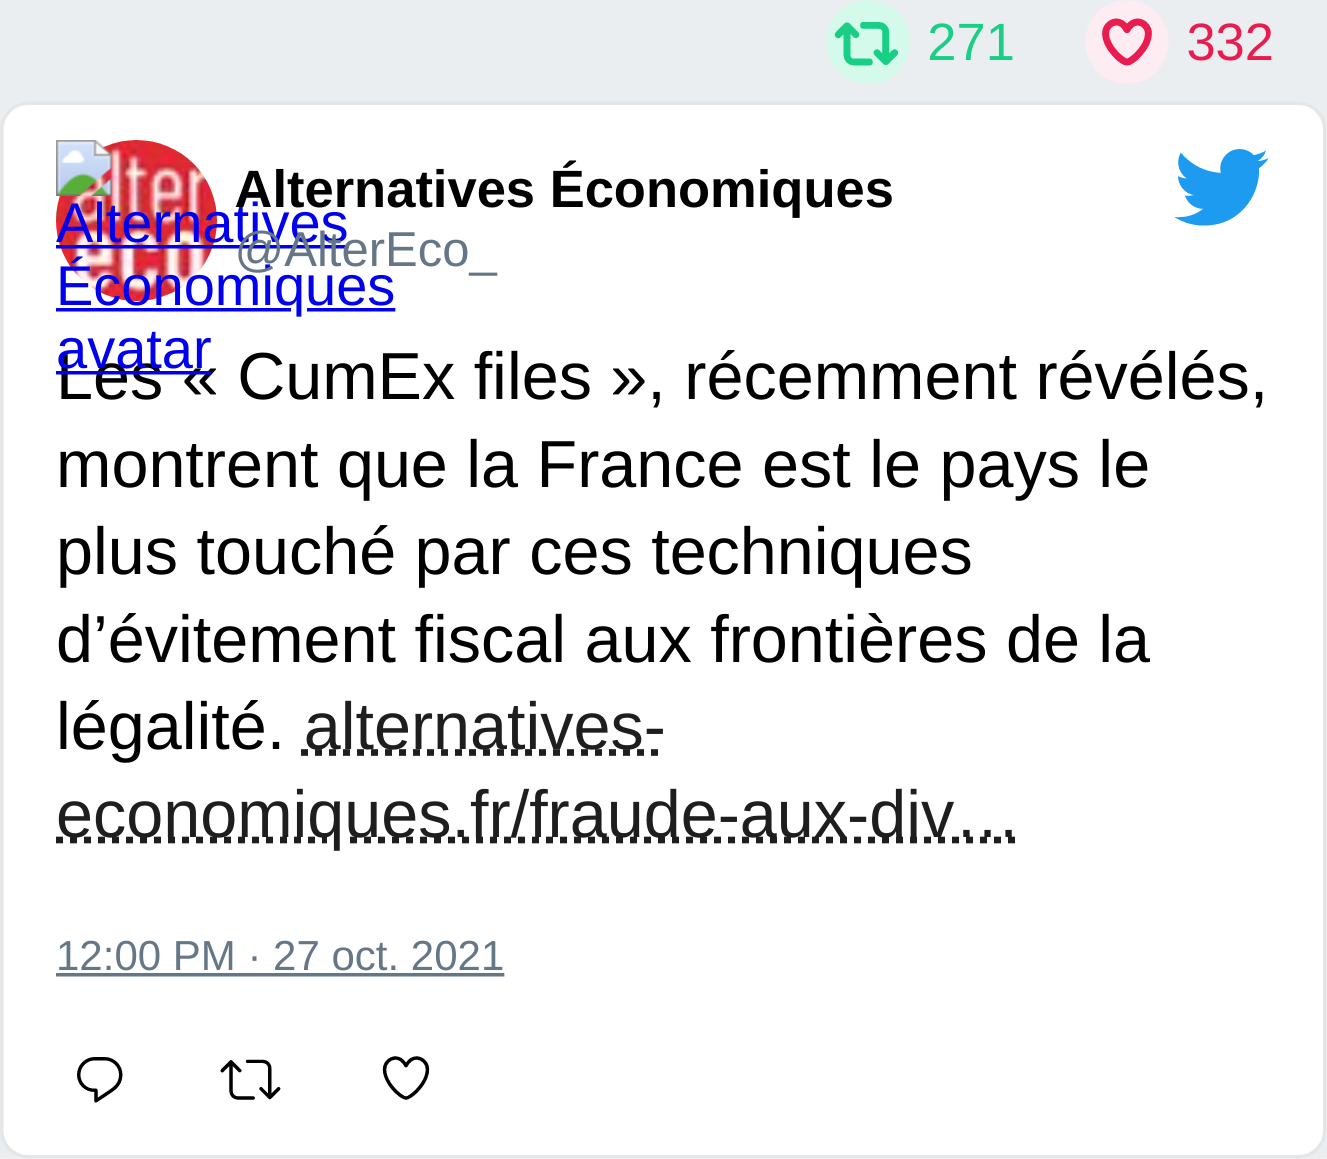 271 332
Alternatives Économiques
@AlterEco_
alter
eco
Alternatives
Économiques
avatar
Les « CumEx files », récemment révélés,
montrent que la France est le pays le
plus touché par ces techniques
d’évitement fiscal aux frontières de la
légalité. alternatives-
economiques.fr/fraude-aux-div…
12:00 PM · 27 oct. 2021